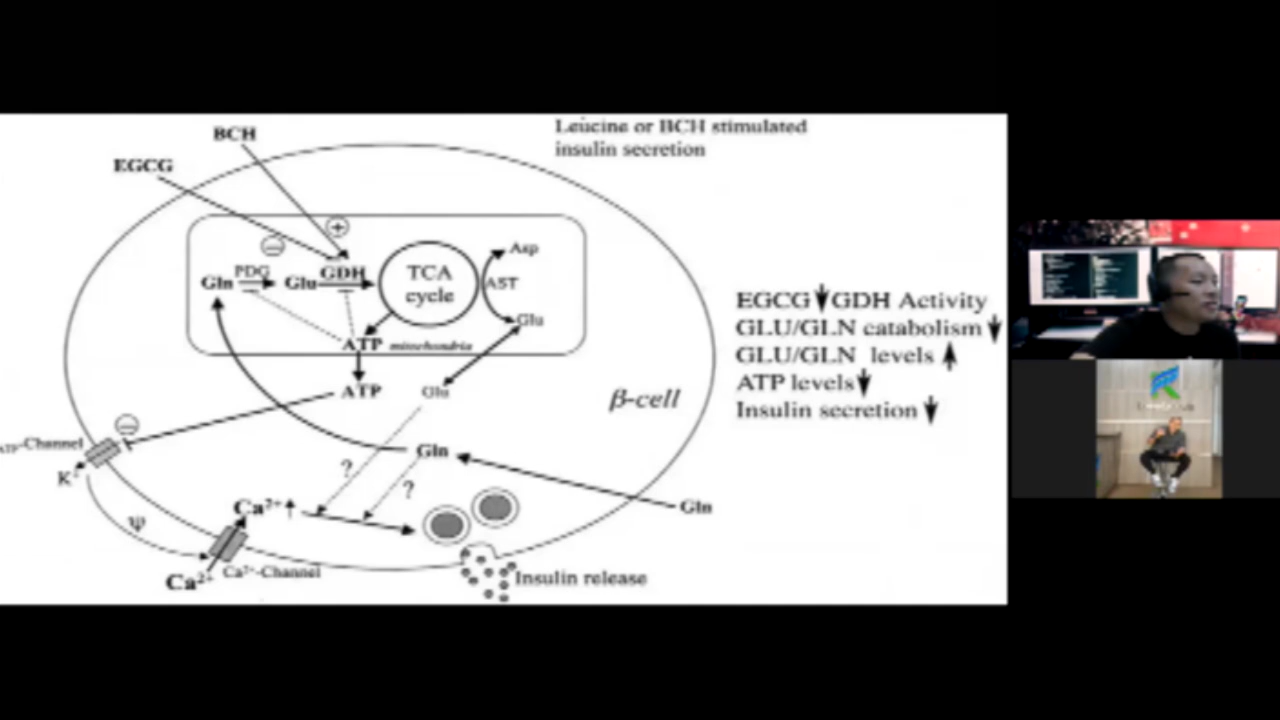 Leucine or BCH stimulated
insulin secretion
BCH
EGCG
+
−
Gln PDG Glu GDH TCA
cycle
Asp
AST
Glu
ATP mitochondria
ATP Glu
β-cell
−
ATP-Channel
K+
Gln
?
?
Ca2+↑
Gln
Ψ
Ca2+ Ca2+-Channel
Insulin release
EGCG↓GDH Activity
GLU/GLN catabolism↓
GLU/GLN levels↑
ATP levels↓
Insulin secretion↓